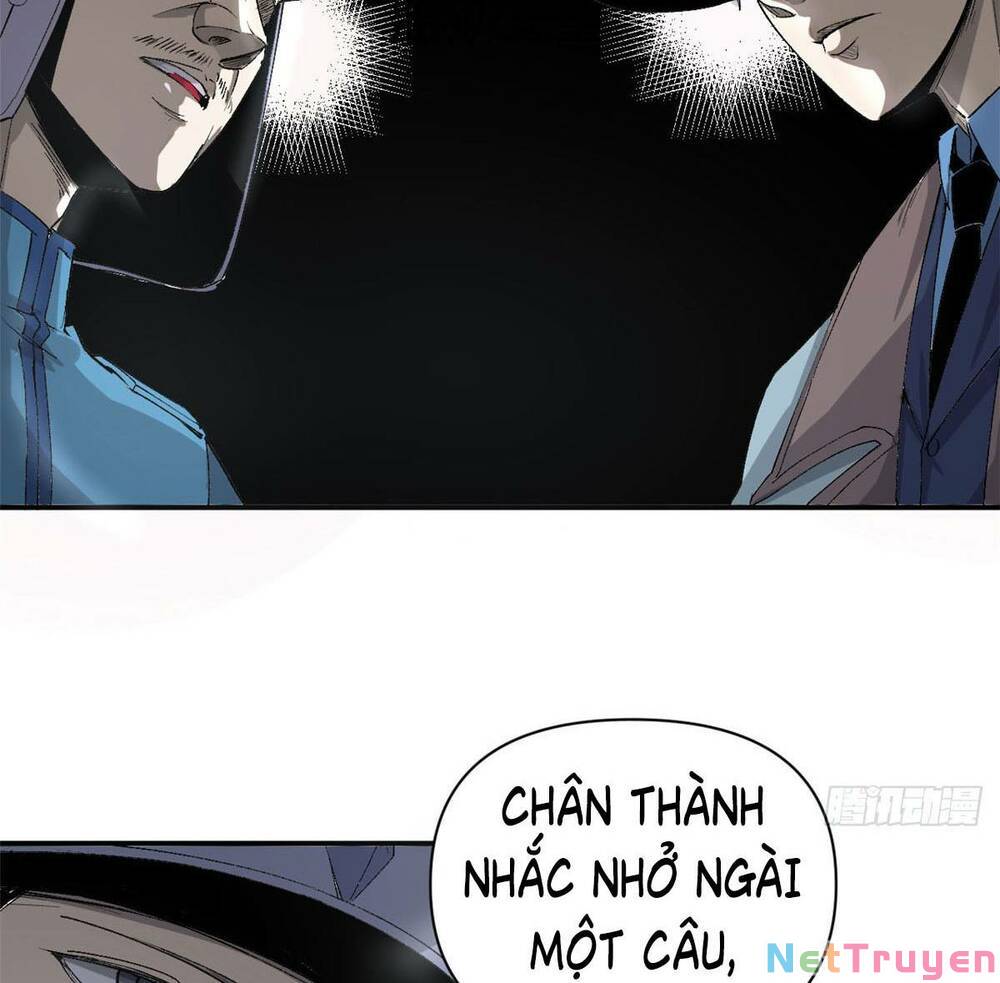 腾讯动漫
CHÂN THÀNH
NHẮC NHỞ NGÀI
MỘT CÂU,
NetTruyen